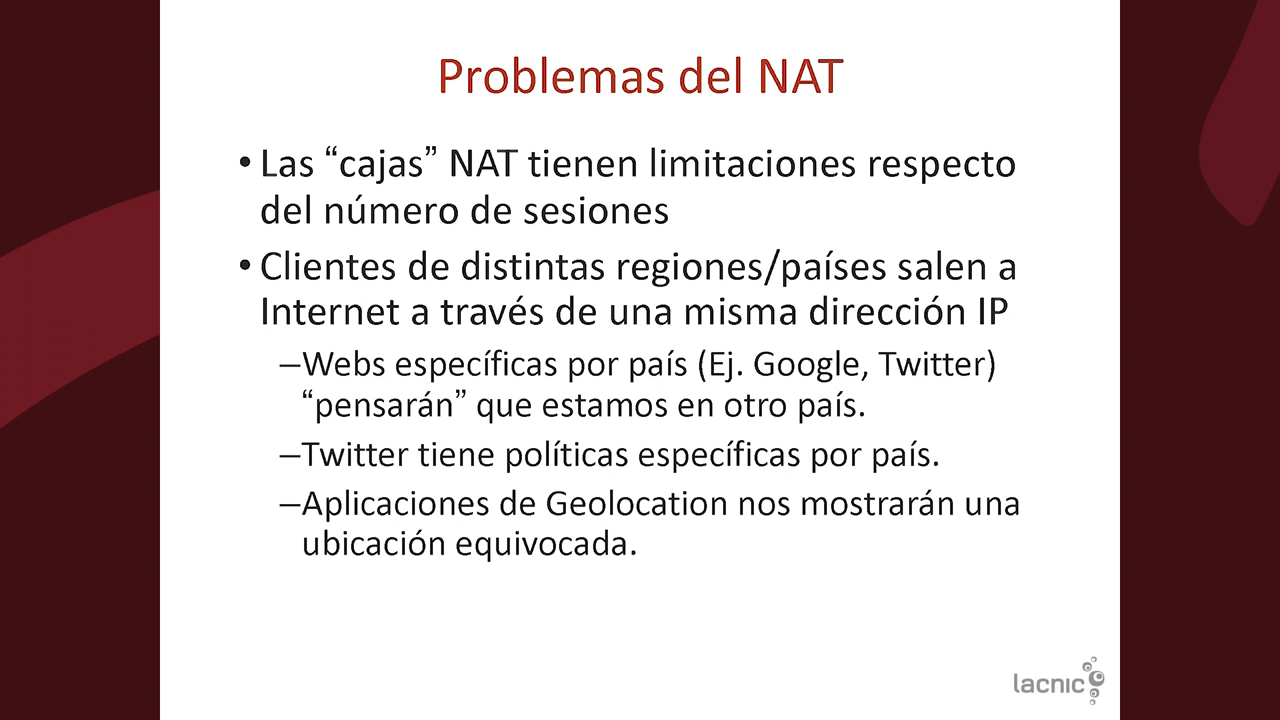 Problemas del NAT
• Las “cajas” NAT tienen limitaciones respecto
del número de sesiones
• Clientes de distintas regiones/países salen a
Internet a través de una misma dirección IP
–Webs específicas por país (Ej. Google, Twitter)
“pensarán” que estamos en otro país.
–Twitter tiene políticas específicas por país.
–Aplicaciones de Geolocation nos mostrarán una
ubicación equivocada.
lacnic